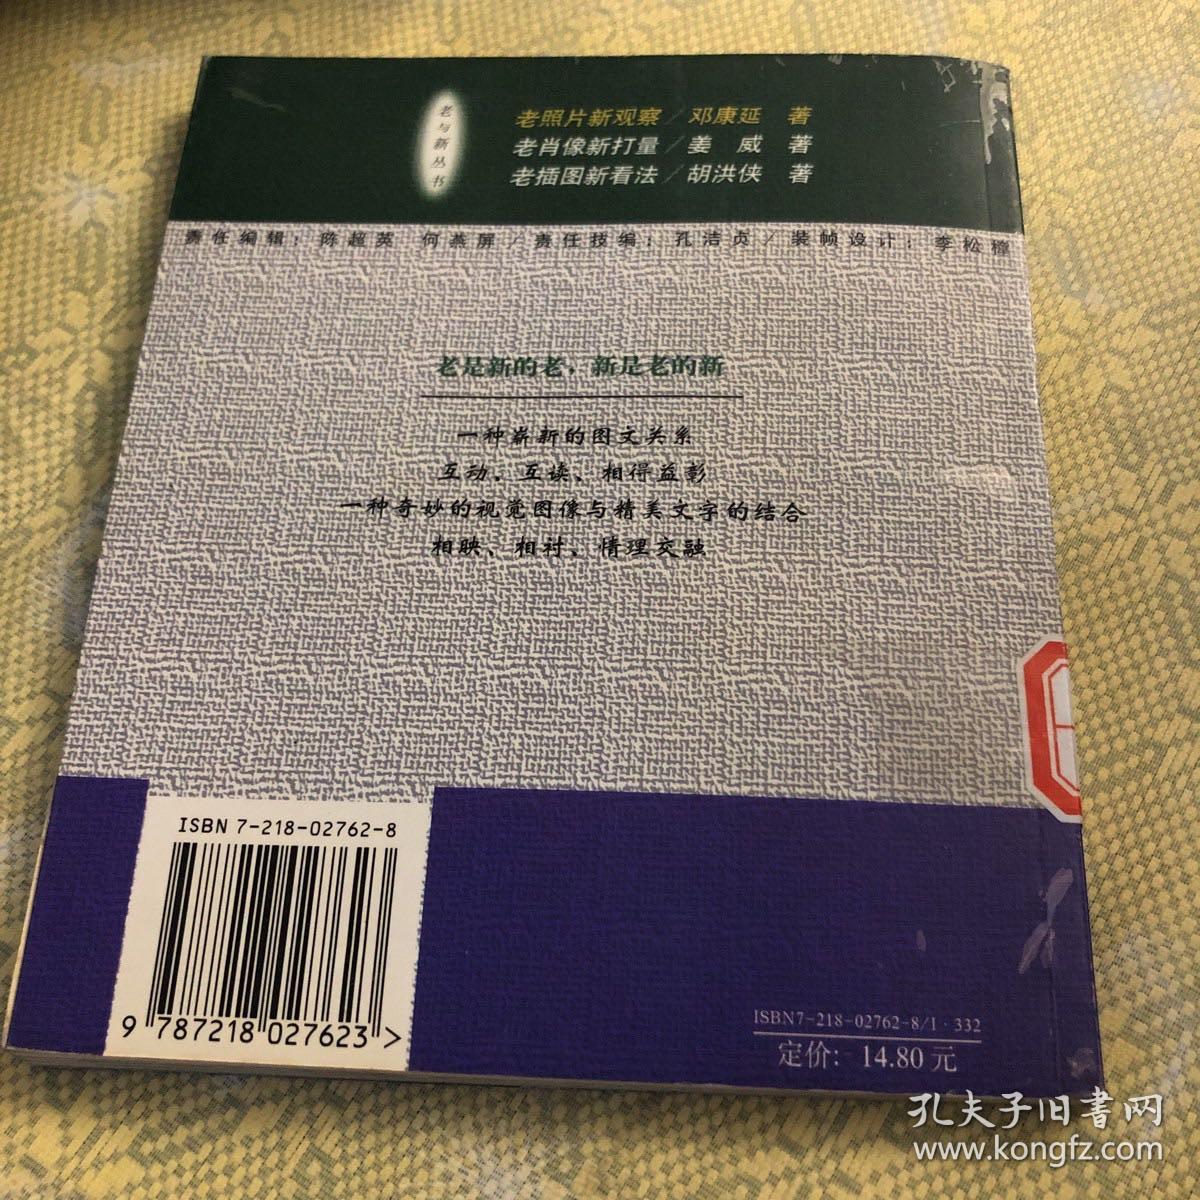 老与新丛书
老照片新观察/邓康延 著
老肖像新打量/姜 威 著
老插图新看法/胡洪侠 著
责任编辑：陈超英 何燕屏/责任技编：孔洁贞/装帧设计：李松樟
老是新的老，新是老的新
一种崭新的图文关系
互动、互读、相得益彰
一种奇妙的视觉图像与精美文字的结合
相映、相衬、情理交融
ISBN 7-218-02762-8
9 787218 027623 >
ISBN7-218-02762-8/I·332
定价：14.80 元
孔夫子旧書网
www.kongfz.com